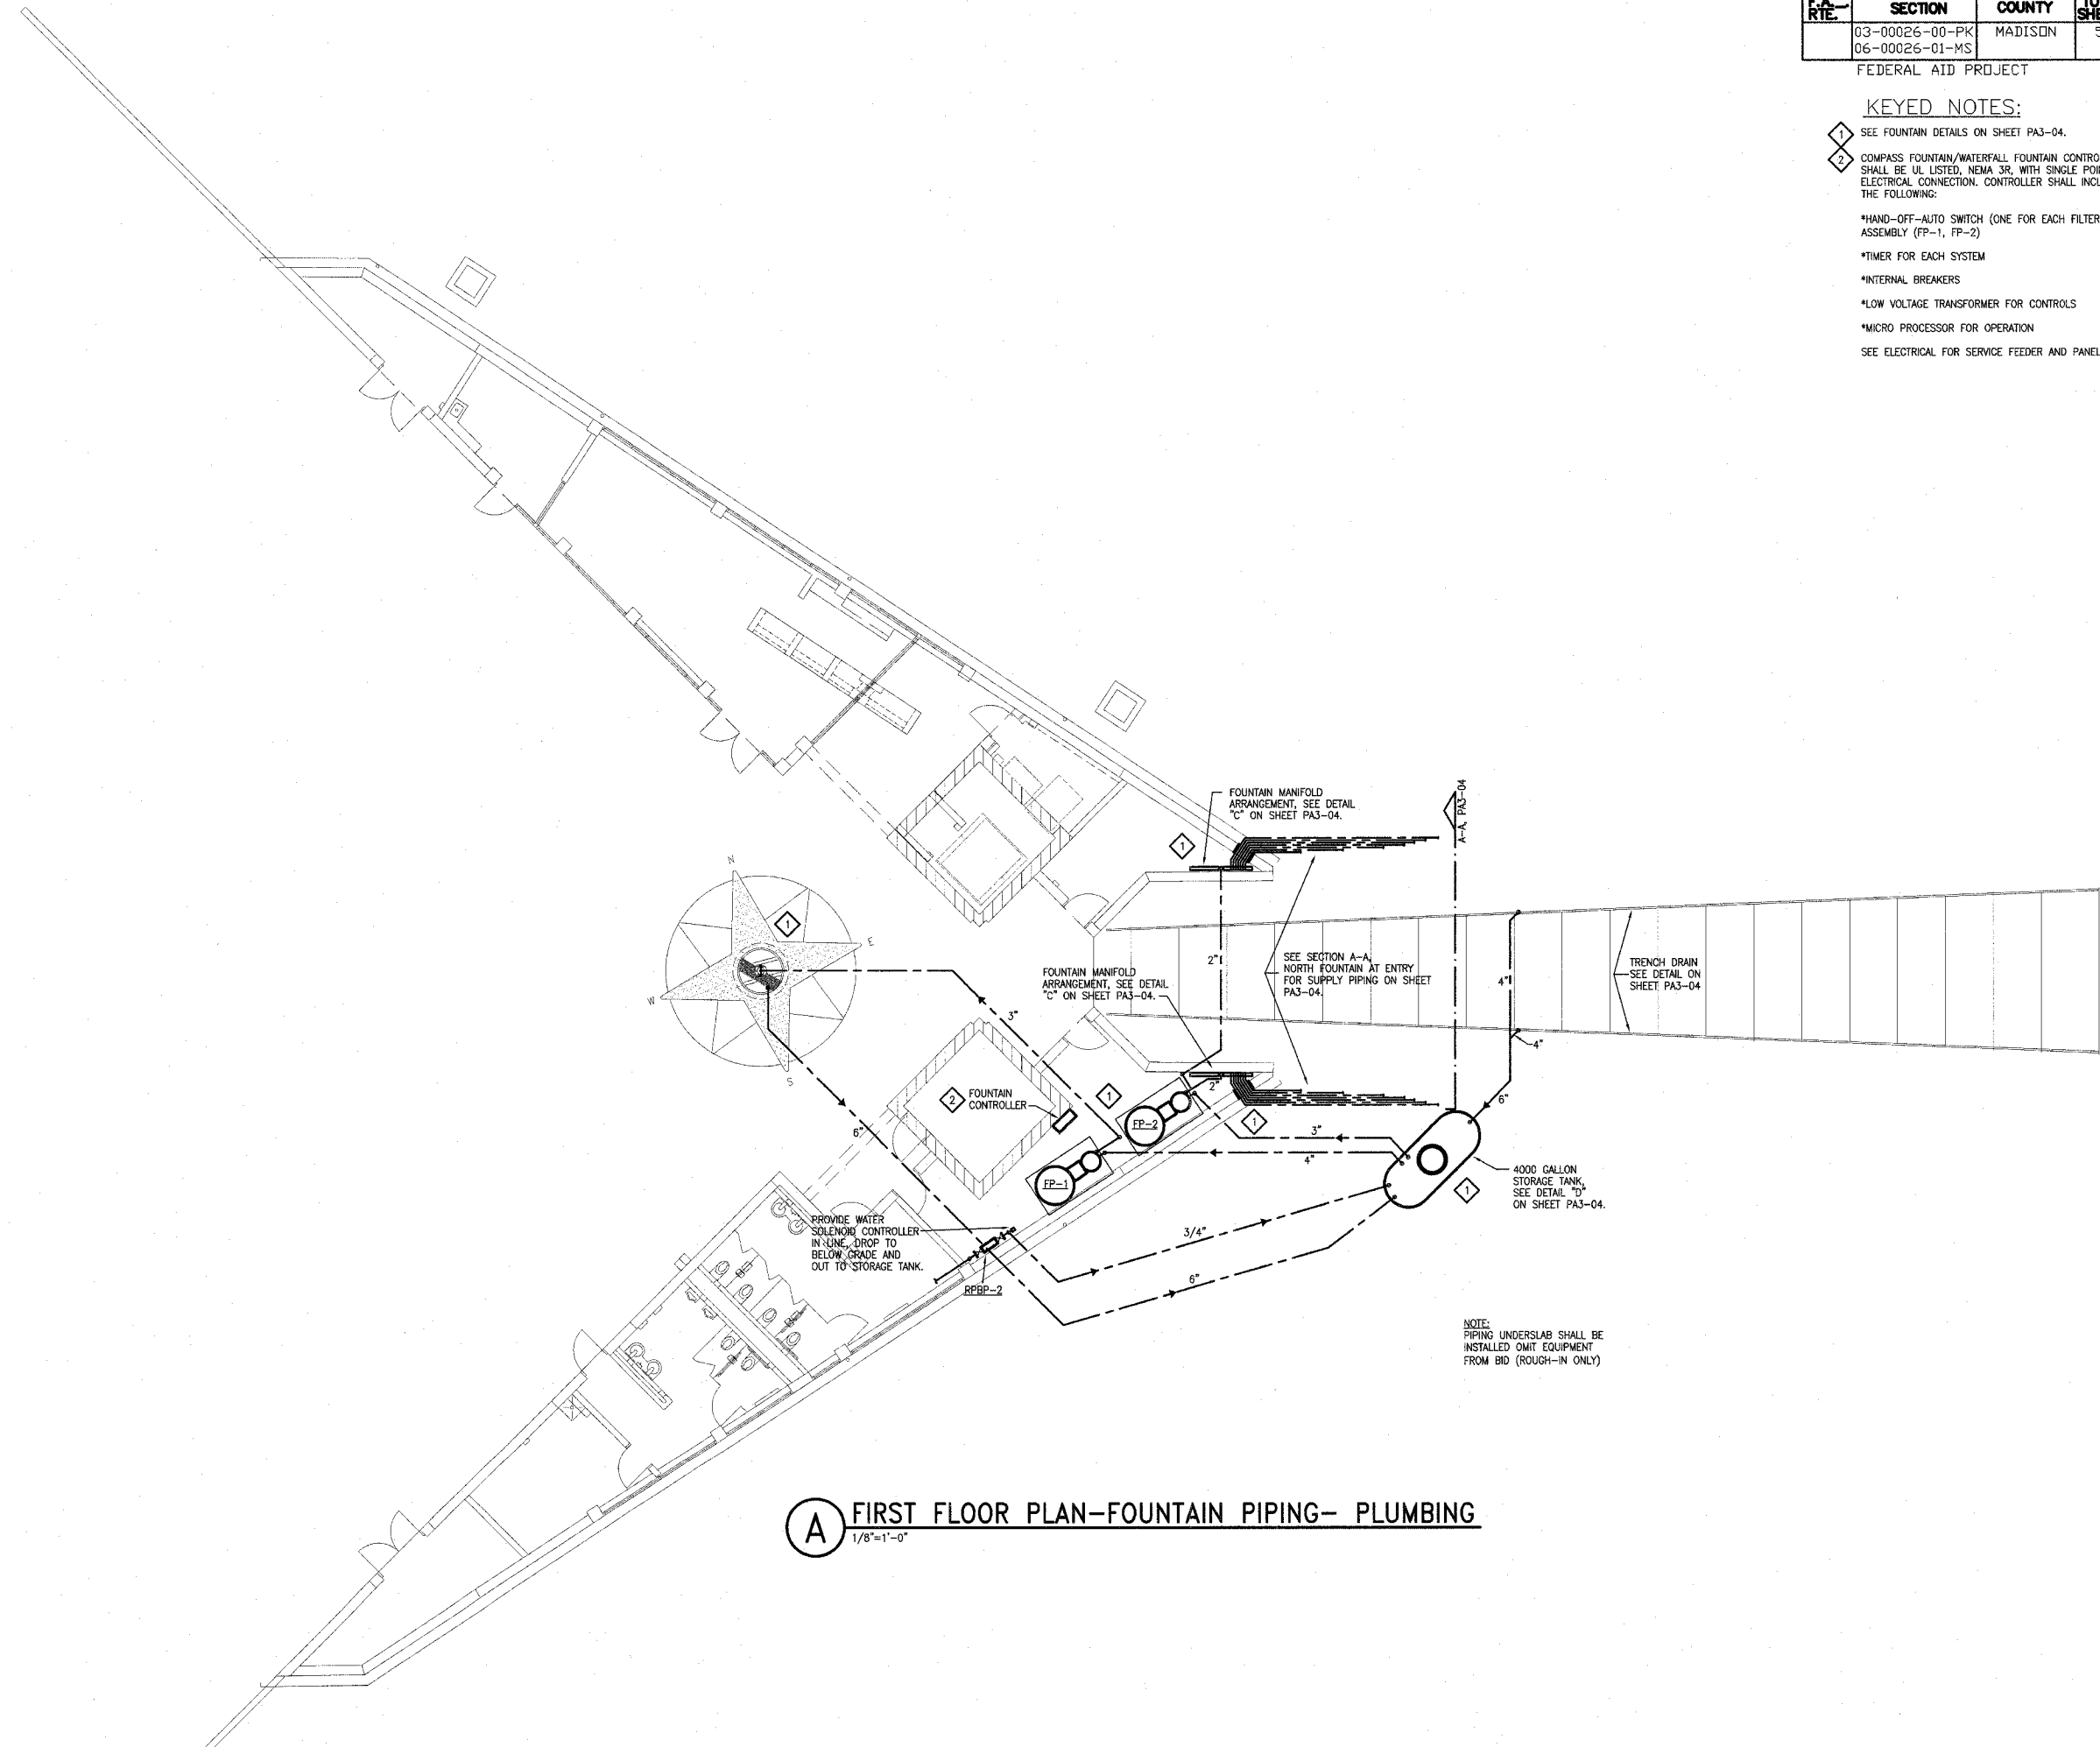 RTE.
SECTION
COUNTY
03-00026-00-PK
MADISON
06-00026-01-MS
FEDERAL AID PROJECT
KEYED NOTES:
1
SEE FOUNTAIN DETAILS ON SHEET PA3-04.
2
COMPASS FOUNTAIN/WATERFALL FOUNTAIN
SHALL BE UL LISTED, NEMA 3R, WITH SINGLE
ELECTRICAL CONNECTION. CONTROLLER SHALL
THE FOLLOWING:
*HAND-OFF-AUTO SWITCH (ONE FOR EACH FILTER
ASSEMBLY (FP-1, FP-2)
*TIMER FOR EACH SYSTEM
*INTERNAL BREAKERS
*LOW VOLTAGE TRANSFORMER FOR CONTROLS
*MICRO PROCESSOR FOR OPERATION
SEE ELECTRICAL FOR SERVICE FEEDER AND PANEL
FOUNTAIN MANIFOLD
ARRANGEMENT, SEE DETAIL
"C" ON SHEET PA3-04.
1
A-A, PA3-04
N
E
W
S
1
2"
SEE SECTION A-A,
NORTH FOUNTAIN AT ENTRY
FOR SUPPLY PIPING ON SHEET
PA3-04.
FOUNTAIN MANIFOLD
ARRANGEMENT, SEE DETAIL
"C" ON SHEET PA3-04.
4"
TRENCH DRAIN
SEE DETAIL ON
SHEET PA3-04
3"
4"
2"
6"
2
FOUNTAIN
CONTROLLER
1
FP-2
1
3"
4"
6"
FP-1
4000 GALLON
STORAGE TANK,
SEE DETAIL "D"
ON SHEET PA3-04.
1
PROVIDE WATER
SOLENOID CONTROLLER
IN LINE, DROP TO
BELOW GRADE AND
OUT TO STORAGE TANK.
3/4"
6"
RPBP-2
NOTE:
PIPING UNDERSLAB SHALL BE
INSTALLED OMIT EQUIPMENT
FROM BID (ROUGH-IN ONLY)
A
FIRST FLOOR PLAN-FOUNTAIN PIPING- PLUMBING
1/8"=1'-0"